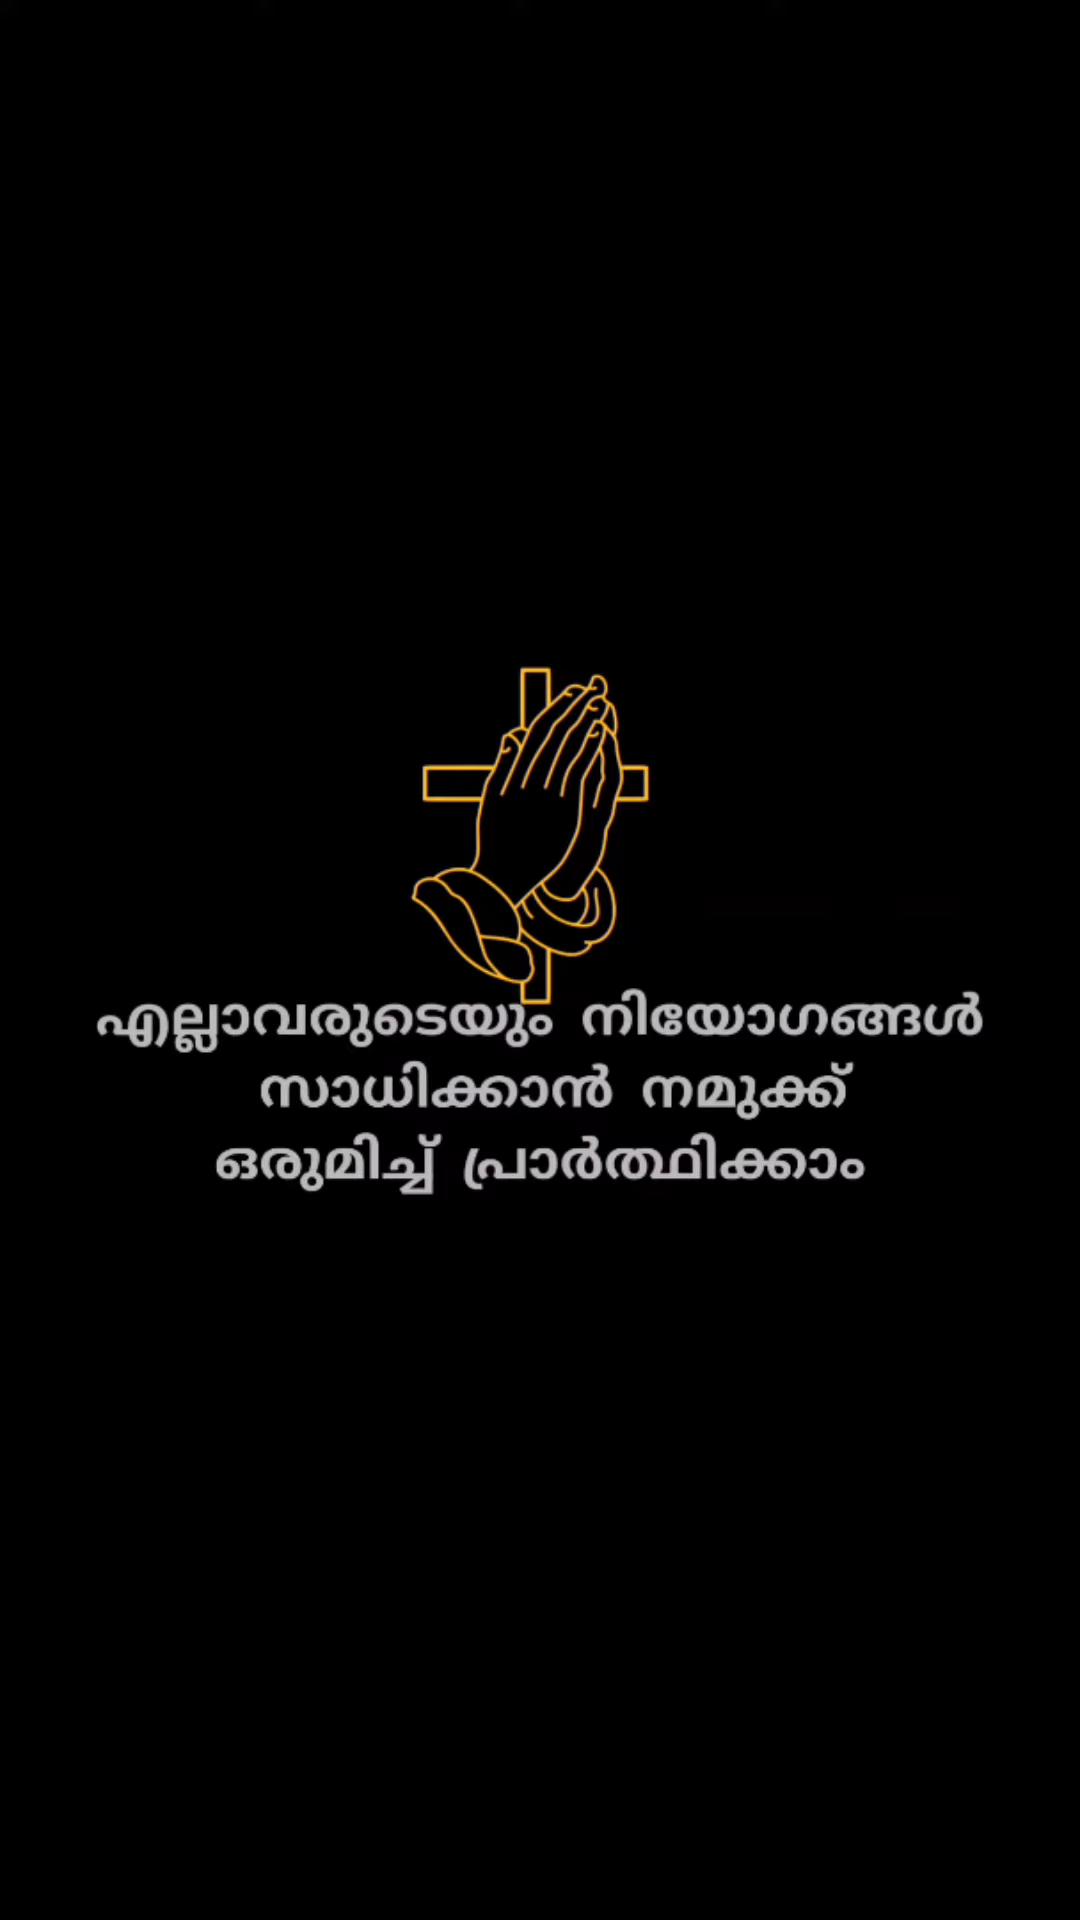 എല്ലാവരുടെയും നിയോഗങ്ങൾ
സാധിക്കാൻ നമുക്ക്
ഒരുമിച്ച് പ്രാർത്ഥിക്കാം